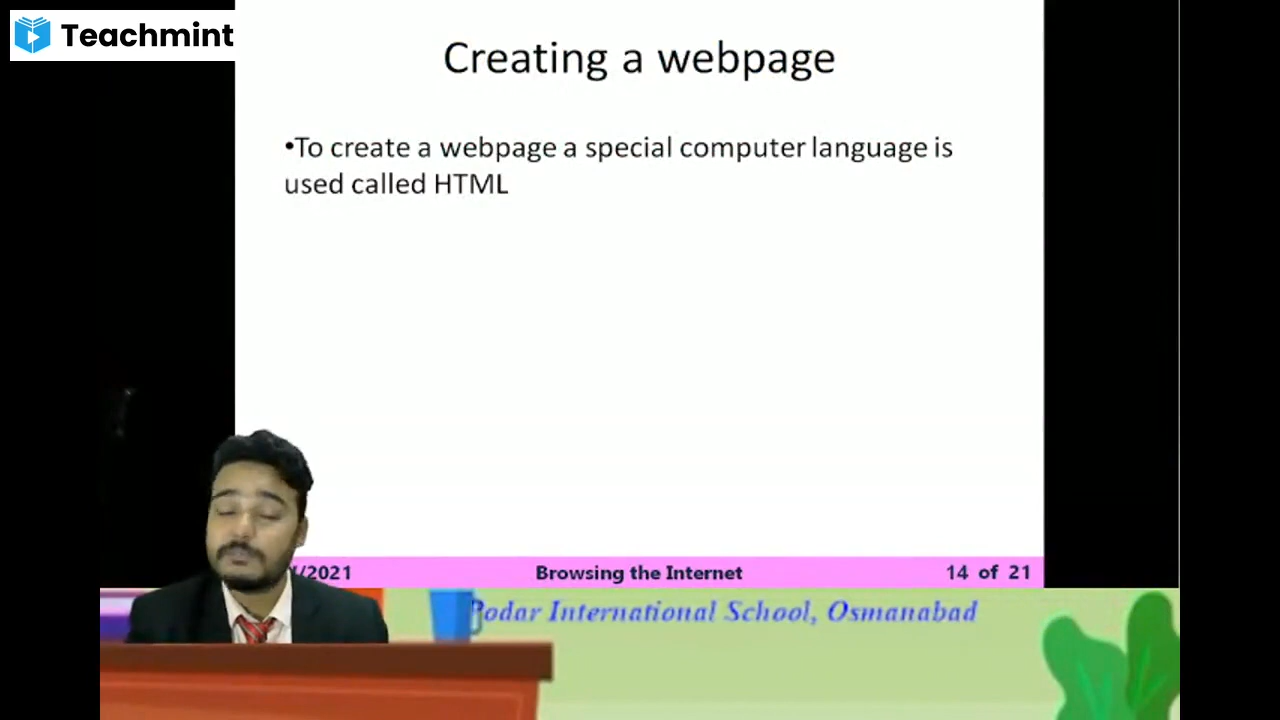 Teachmint
Creating a webpage
•To create a webpage a special computer language is
used called HTML
/2021
Browsing the Internet
14 of 21
Podar International School, Osmanabad